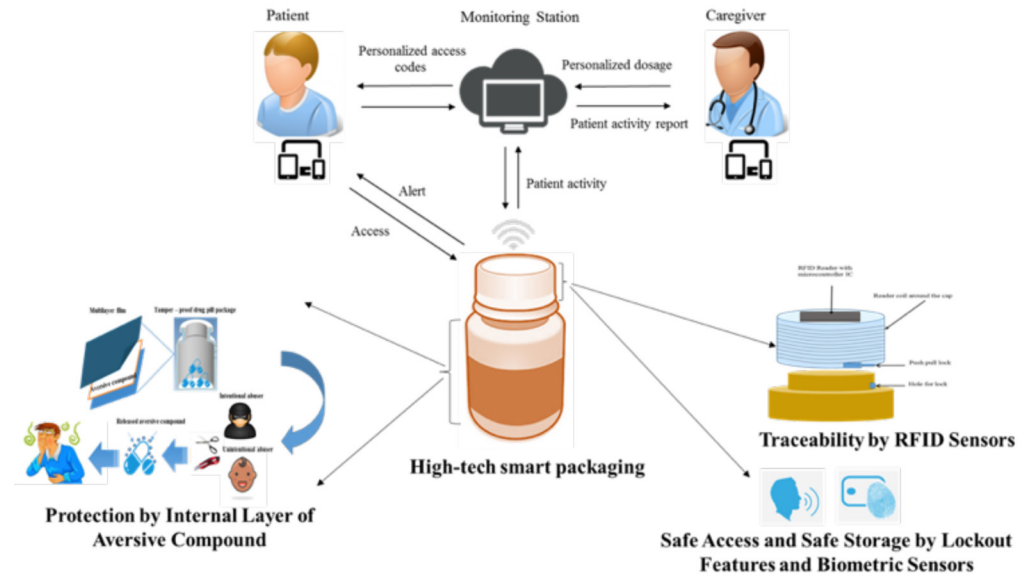 Patient
Monitoring Station
Caregiver
Personalized access
codes
Personalized dosage
Patient activity report
Alert
Access
Patient activity
RFID Reader with
microcontroller IC
Reader coil around the cap
Push-pull lock
Hole for lock
Multilayer film
Tamper – proof drug pill package
Aversive compound
Intentional abuser
Released aversive compound
Unintentional abuser
High-tech smart packaging
Traceability by RFID Sensors
Protection by Internal Layer of
Aversive Compound
Safe Access and Safe Storage by Lockout
Features and Biometric Sensors